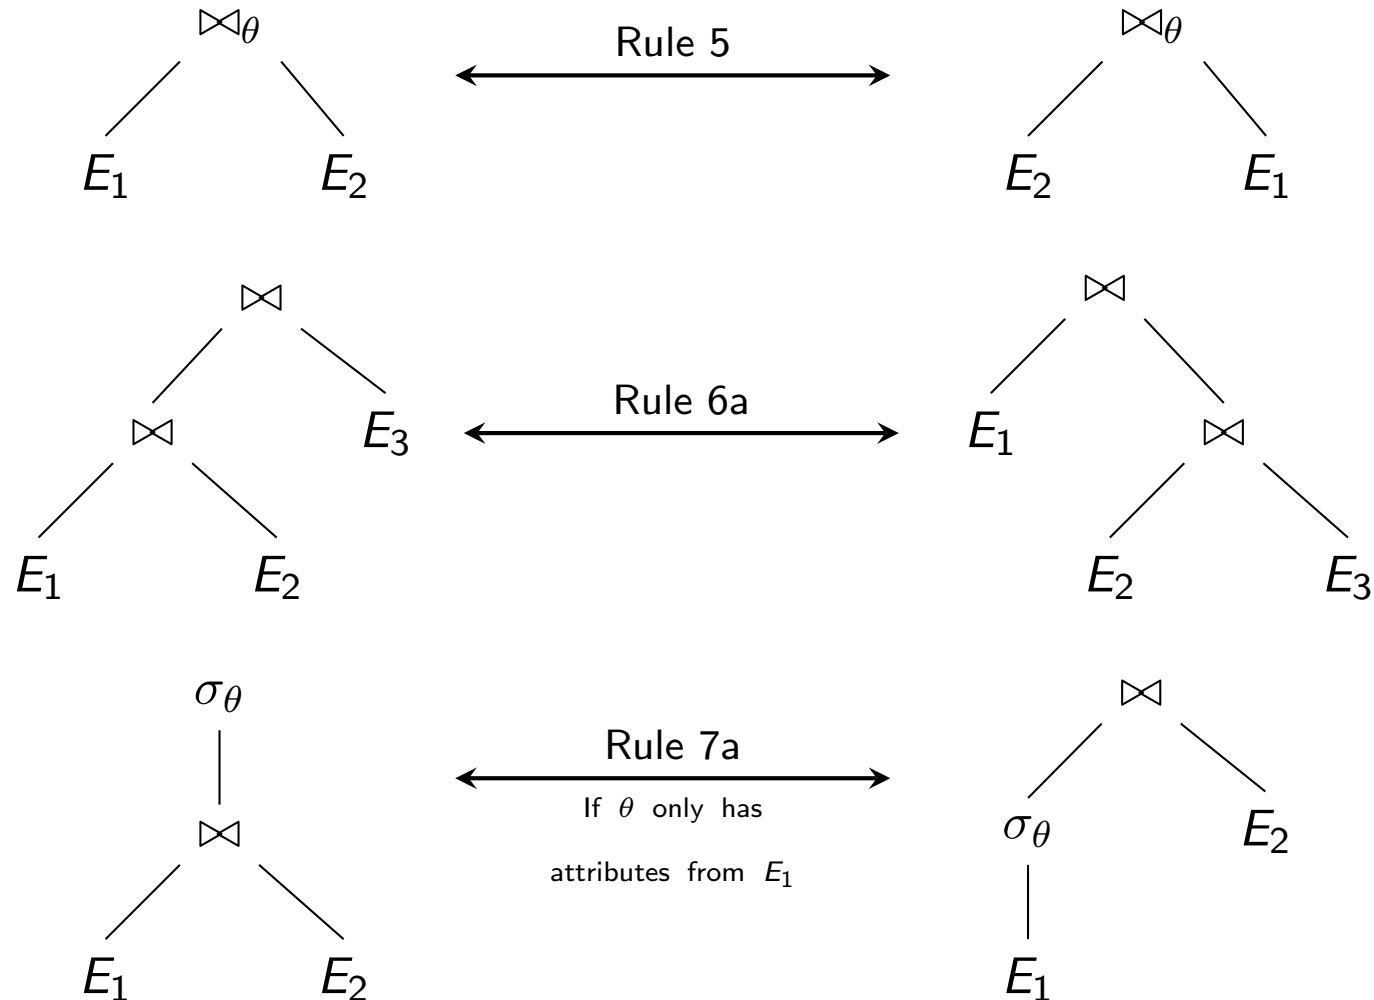 ⋈θ Rule 5 ⋈θ
E1 E2 E2 E1
⋈ ⋈
Rule 6a
⋈ E3 E1 ⋈
E1 E2 E2 E3
σθ ⋈
Rule 7a
If θ only has
⋈ σθ E2
attributes from E1
E1 E2 E1